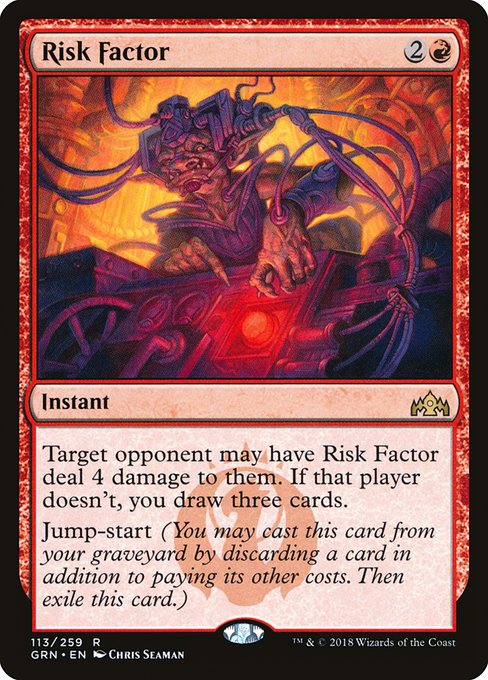 Risk Factor 2
Instant
Target opponent may have Risk Factor
deal 4 damage to them. If that player
doesn't, you draw three cards.
Jump-start (You may cast this card from
your graveyard by discarding a card in
addition to paying its other costs. Then
exile this card.)
113/259 R
GRN • EN Chris Seaman
™ & © 2018 Wizards of the Coast